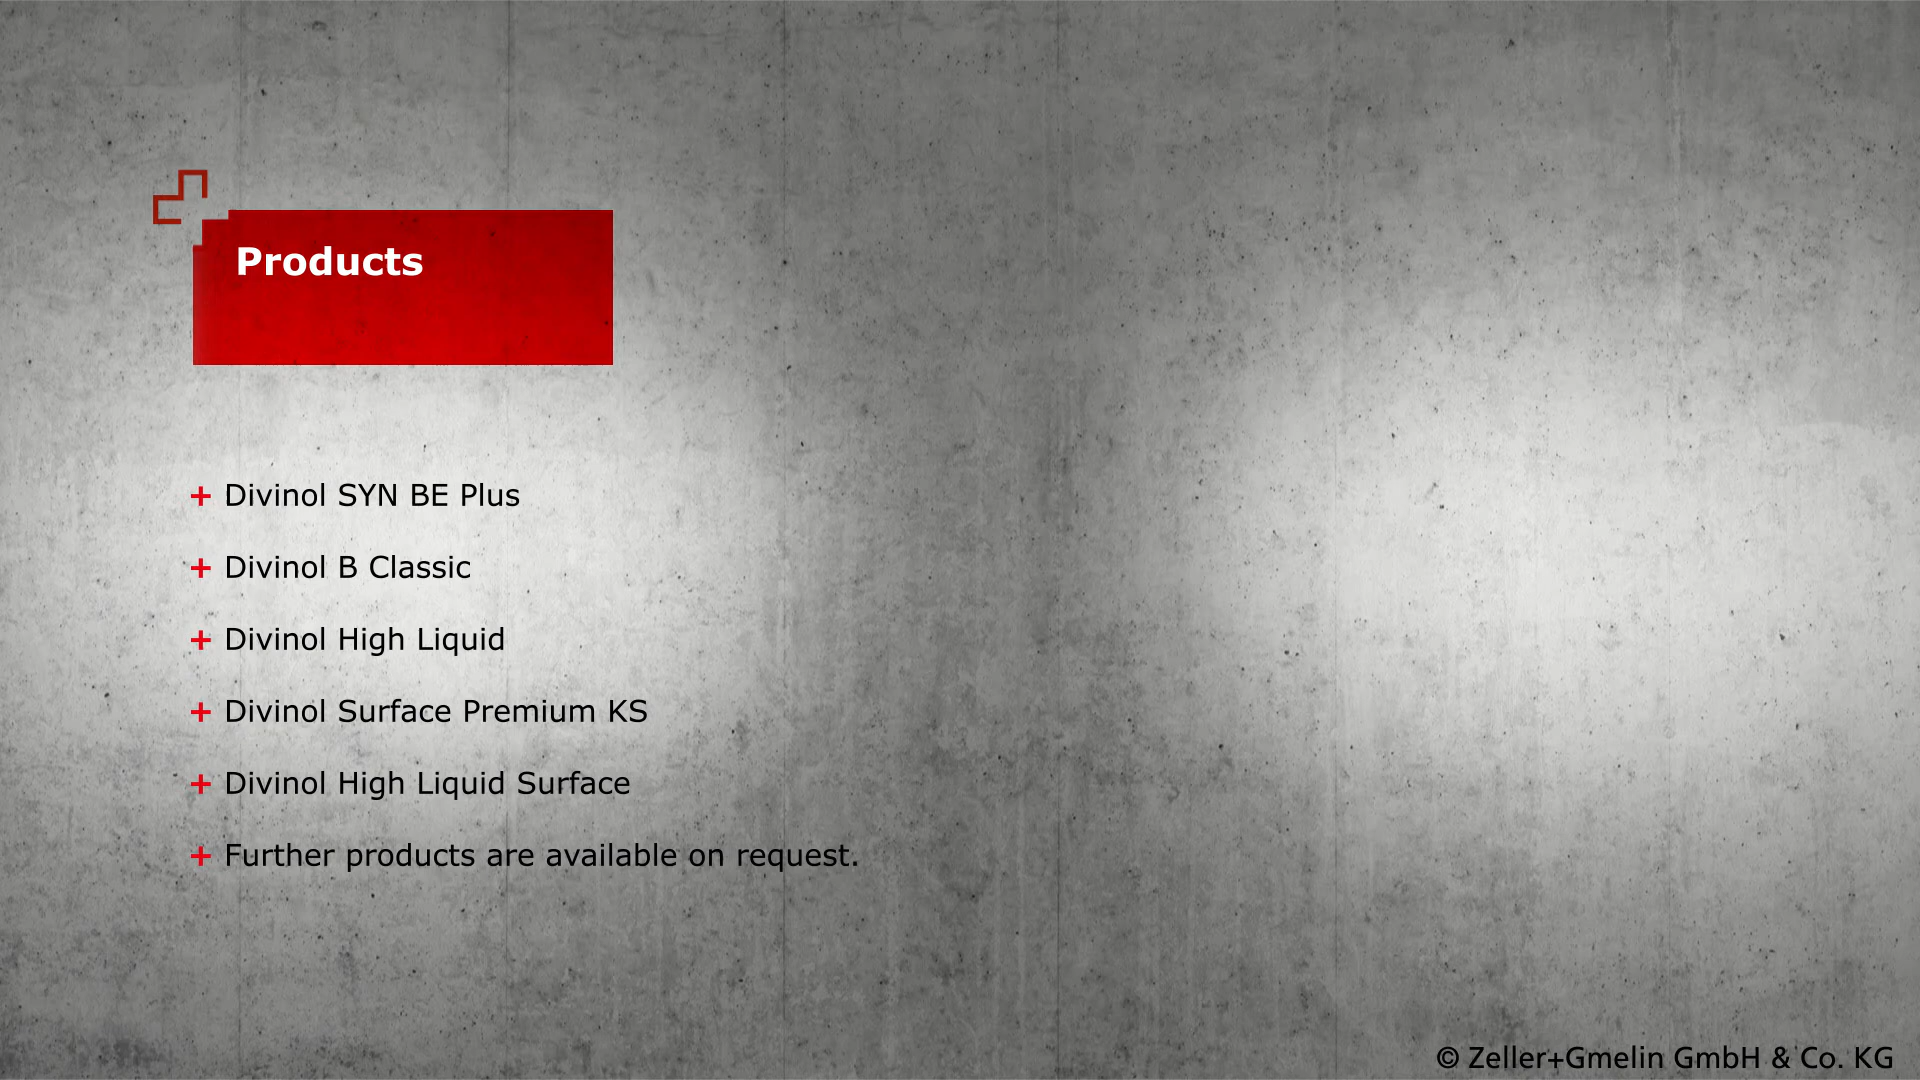 Products
+ Divinol SYN BE Plus
+ Divinol B Classic
+ Divinol High Liquid
+ Divinol Surface Premium KS
+ Divinol High Liquid Surface
+ Further products are available on request.
© Zeller+Gmelin GmbH & Co. KG